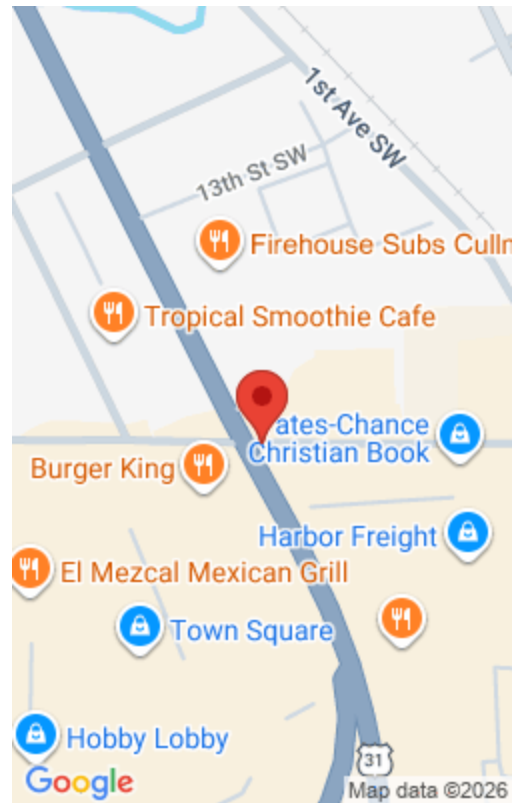 1st Ave SW
13th St SW
Firehouse Subs Cullm
Tropical Smoothie Cafe
ates-Chance
Christian Book
Burger King
Harbor Freight
El Mezcal Mexican Grill
Town Square
Hobby Lobby
31
Google
Map data ©2026